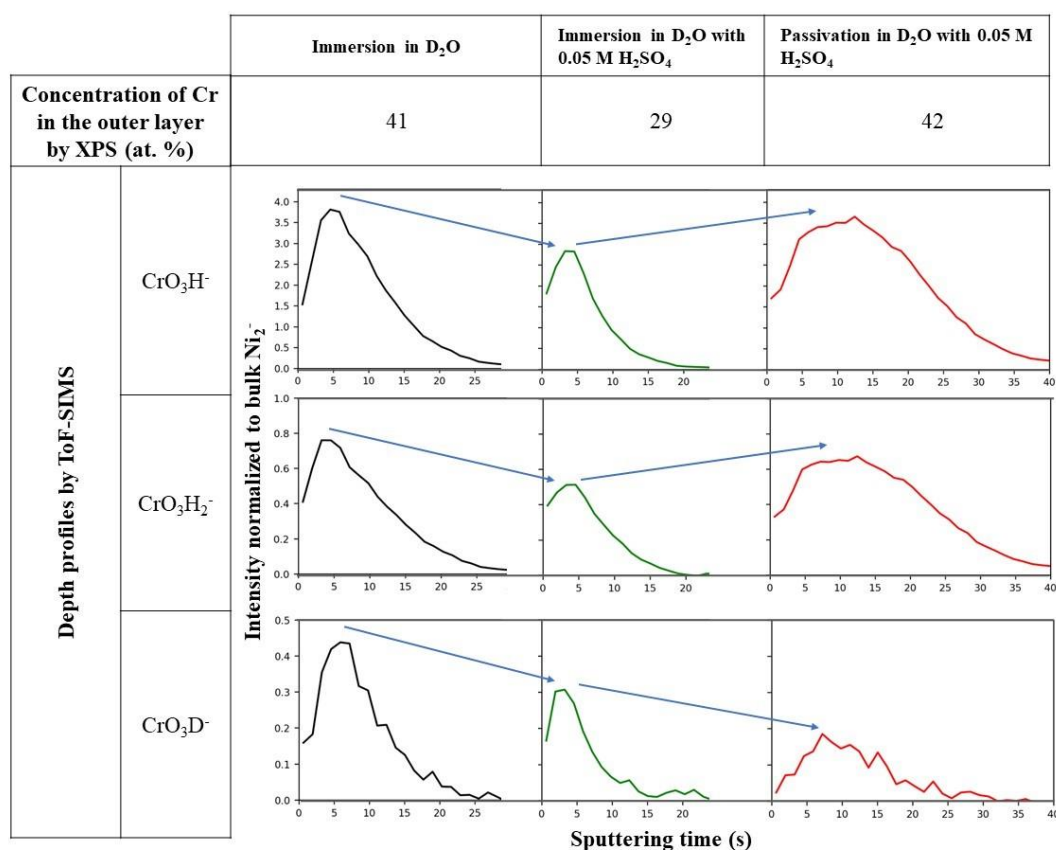 Immersion in D₂O
Immersion in D₂O with
0.05 M H₂SO₄
Passivation in D₂O with 0.05 M
H₂SO₄
Concentration of Cr
in the outer layer
by XPS (at. %)
41
29
42
Depth profiles by ToF-SIMS
Intensity normalized to bulk Ni₂⁻
CrO₃H⁻
4.0
3.5
3.0
2.5
2.0
1.5
1.0
0.5
0.0
0 5 10 15 20 25
0 5 10 15 20
0 5 10 15 20 25 30 35 40
CrO₃H₂⁻
1.0
0.8
0.6
0.4
0.2
0.0
0 5 10 15 20 25
0 5 10 15 20
0 5 10 15 20 25 30 35 40
CrO₃D⁻
0.5
0.4
0.3
0.2
0.1
0.0
0 5 10 15 20 25
0 5 10 15 20
0 5 10 15 20 25 30 35 40
Sputtering time (s)